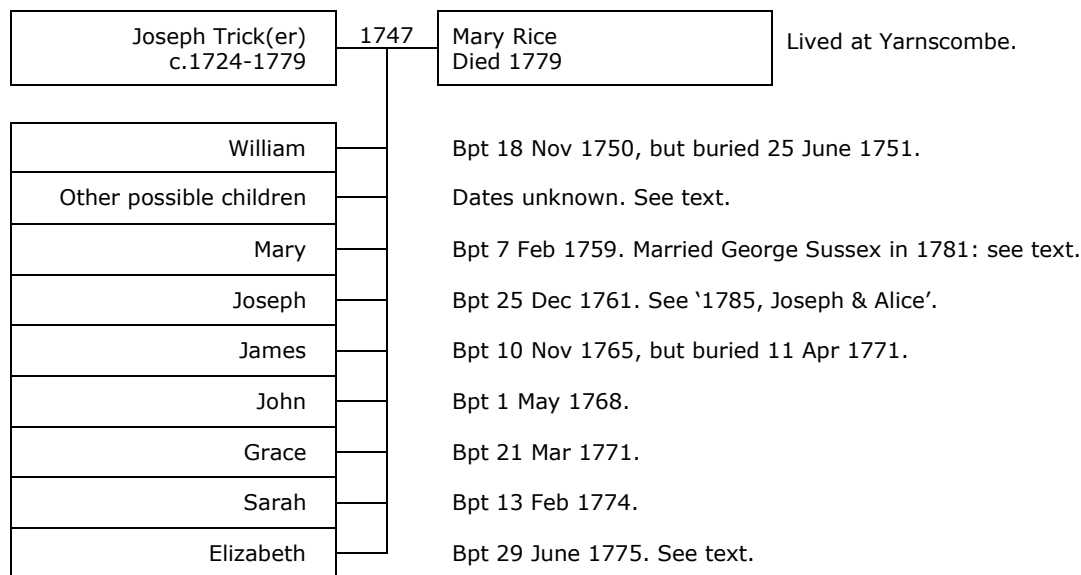 Joseph Trick(er)
c.1724-1779
1747
Mary Rice
Died 1779
Lived at Yarnscombe.
William
Bpt 18 Nov 1750, but buried 25 June 1751.
Other possible children
Dates unknown. See text.
Mary
Bpt 7 Feb 1759. Married George Sussex in 1781: see text.
Joseph
Bpt 25 Dec 1761. See ‘1785, Joseph & Alice’.
James
Bpt 10 Nov 1765, but buried 11 Apr 1771.
John
Bpt 1 May 1768.
Grace
Bpt 21 Mar 1771.
Sarah
Bpt 13 Feb 1774.
Elizabeth
Bpt 29 June 1775. See text.